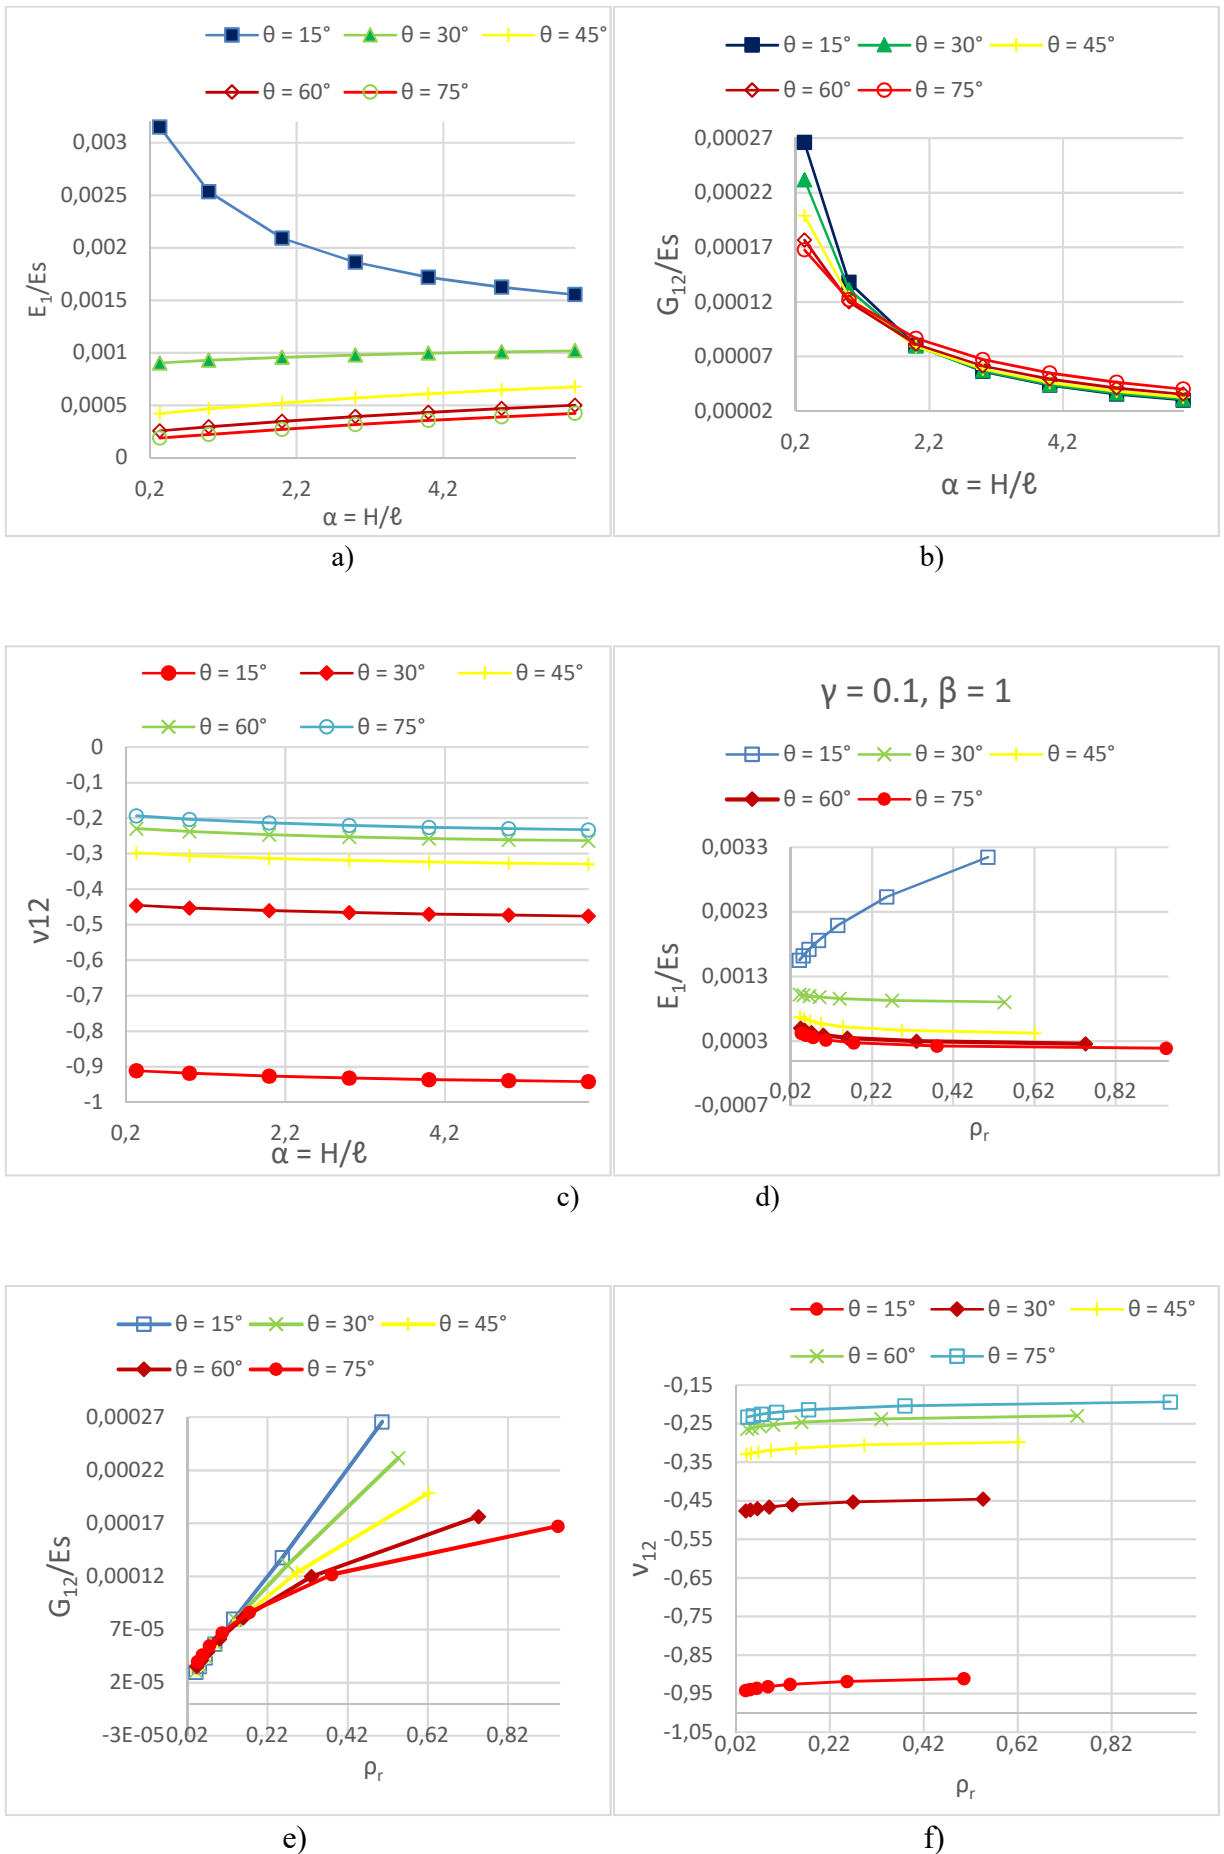 θ = 15° θ = 30° θ = 45°
θ = 60° θ = 75°
0,003
0,0025
0,002
0,0015
0,001
0,0005
0
E₁/Es
0,2 2,2 4,2
α = H/ℓ
a)
θ = 15° θ = 30° θ = 45°
θ = 60° θ = 75°
0,00027
0,00022
0,00017
0,00012
0,00007
0,00002
G₁₂/Es
0,2 2,2 4,2
α = H/ℓ
b)
θ = 15° θ = 30° θ = 45°
θ = 60° θ = 75°
0
-0,1
-0,2
-0,3
-0,4
-0,5
-0,6
-0,7
-0,8
-0,9
-1
ν12
0,2 2,2 4,2
α = H/ℓ
c)
γ = 0.1, β = 1
θ = 15° θ = 30° θ = 45°
θ = 60° θ = 75°
0,0033
0,0023
0,0013
0,0003
-0,0007
E₁/Es
0,02 0,22 0,42 0,62 0,82
ρᵣ
d)
θ = 15° θ = 30° θ = 45°
θ = 60° θ = 75°
0,00027
0,00022
0,00017
0,00012
7E-05
2E-05
-3E-05
G₁₂/Es
0,02 0,22 0,42 0,62 0,82
ρᵣ
e)
θ = 15° θ = 30° θ = 45°
θ = 60° θ = 75°
-0,15
-0,25
-0,35
-0,45
-0,55
-0,65
-0,75
-0,85
-0,95
-1,05
ν₁₂
0,02 0,22 0,42 0,62 0,82
ρᵣ
f)